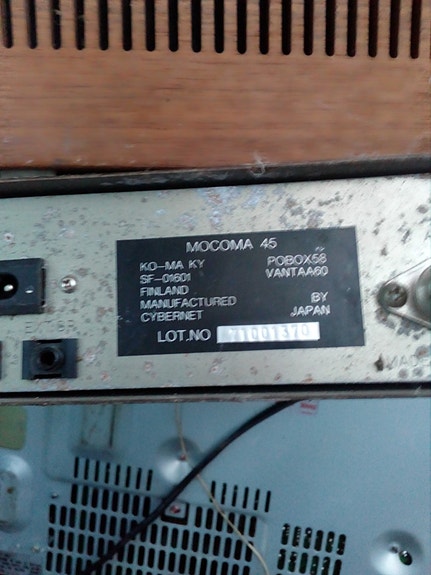 MOCOMA 45
KO-MA KY POBOX58
SF-01601 VANTAA60
FINLAND
MANUFACTURED BY
CYBERNET JAPAN
LOT.NO 71001370